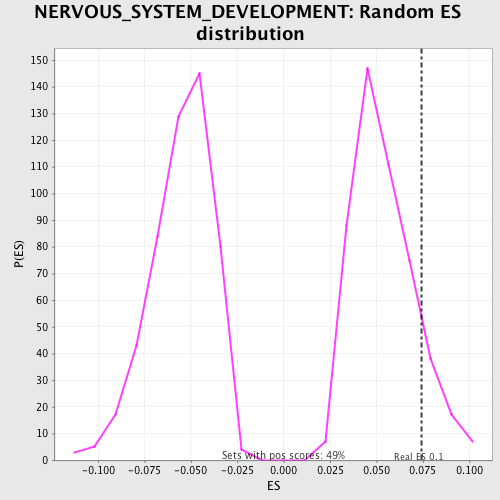 NERVOUS_SYSTEM_DEVELOPMENT: Random ES
distribution
P(ES)
150
140
130
120
110
100
90
80
70
60
50
40
30
20
10
0
Sets with pos scores: 49%
Real ES 0.1
-0.100 -0.075 -0.050 -0.025 0.000 0.025 0.050 0.075 0.100
ES